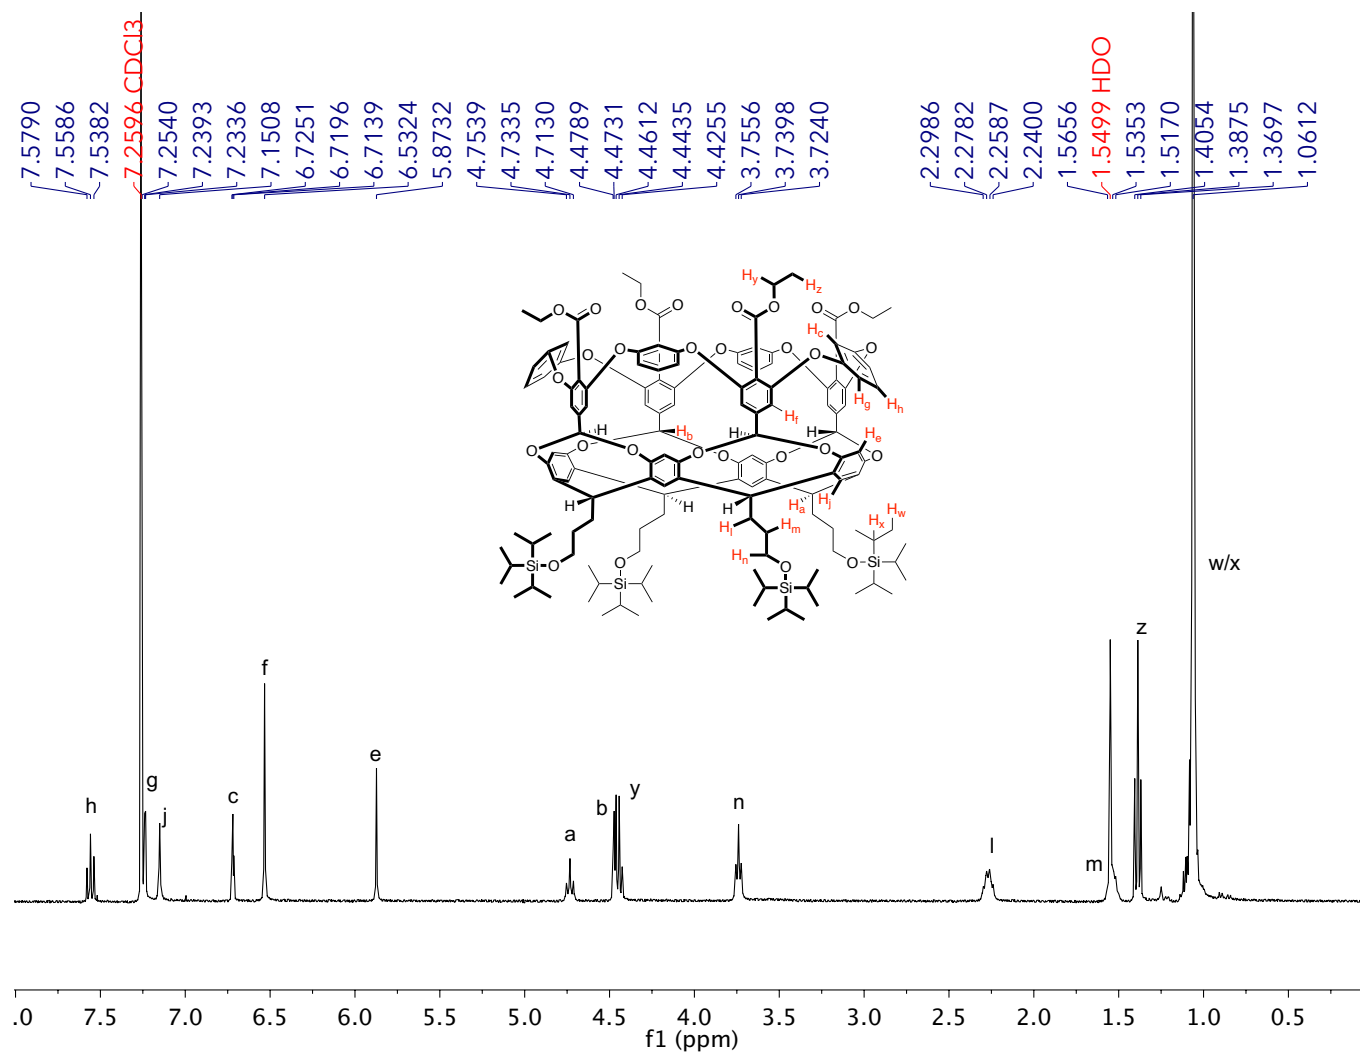 7.5790
7.5586
7.5382
7.2596 CDCl3
7.2540
7.2393
7.2336
7.1508
6.7251
6.7196
6.7139
6.5324
5.8732
4.7539
4.7335
4.7130
4.4789
4.4731
4.4612
4.4435
4.4255
3.7556
3.7398
3.7240
2.2986
2.2782
2.2587
2.2400
1.5656
1.5499 HDO
1.5353
1.5170
1.4054
1.3875
1.3697
1.0612
Hy
Hz
O
O
O
O
O
O
O
O
Hc
O
O
O
O
O
O
O
O
Hg
Hh
Hf
H
Hb
H
H
He
O
O
O
O
O
O
O
O
H
H
H
Ha
Hj
Hl
Hm
Hn
Hx
Hw
Si
O
O
Si
O
Si
O
Si
w/x
z
f
e
h
g
j
c
a
b
y
n
l
m
.0
7.5
7.0
6.5
6.0
5.5
5.0
4.5
4.0
3.5
3.0
2.5
2.0
1.5
1.0
0.5
f1 (ppm)